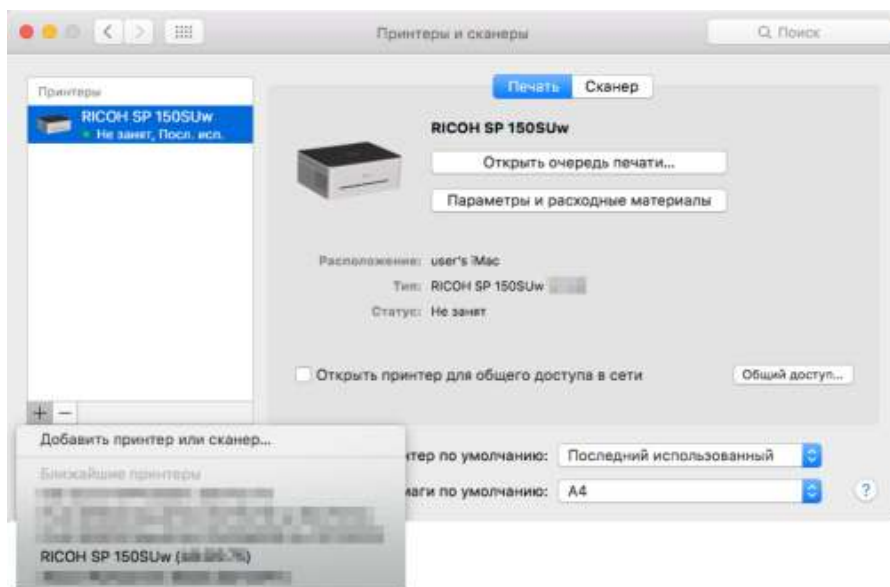 Принтеры и сканеры
Поиск
Принтеры
RICOH SP 150SUw
Не занят, Посл. исп.
Печать Сканер
RICOH SP 150SUw
Открыть очередь печати...
Параметры и расходные материалы
Расположение: user's iMac
Тип: RICOH SP 150SUw
Статус: Не занят
Открыть принтер для общего доступа в сети
Общий доступ...
+ −
Добавить принтер или сканер...
Ближайшие принтеры
RICOH SP 150SUw ( )
тер по умолчанию: Последний использованный
маги по умолчанию: A4
?